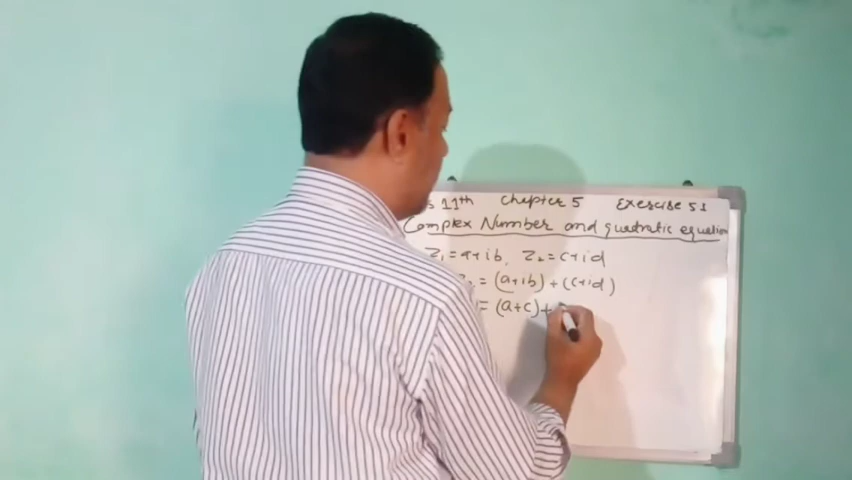 11th Chapter 5 Exercise 5.1
Complex Number and quadratic equation
Z₁ = a+ib, Z₂ = c+id
= (a+ib) + (c+id)
= (a+c)+